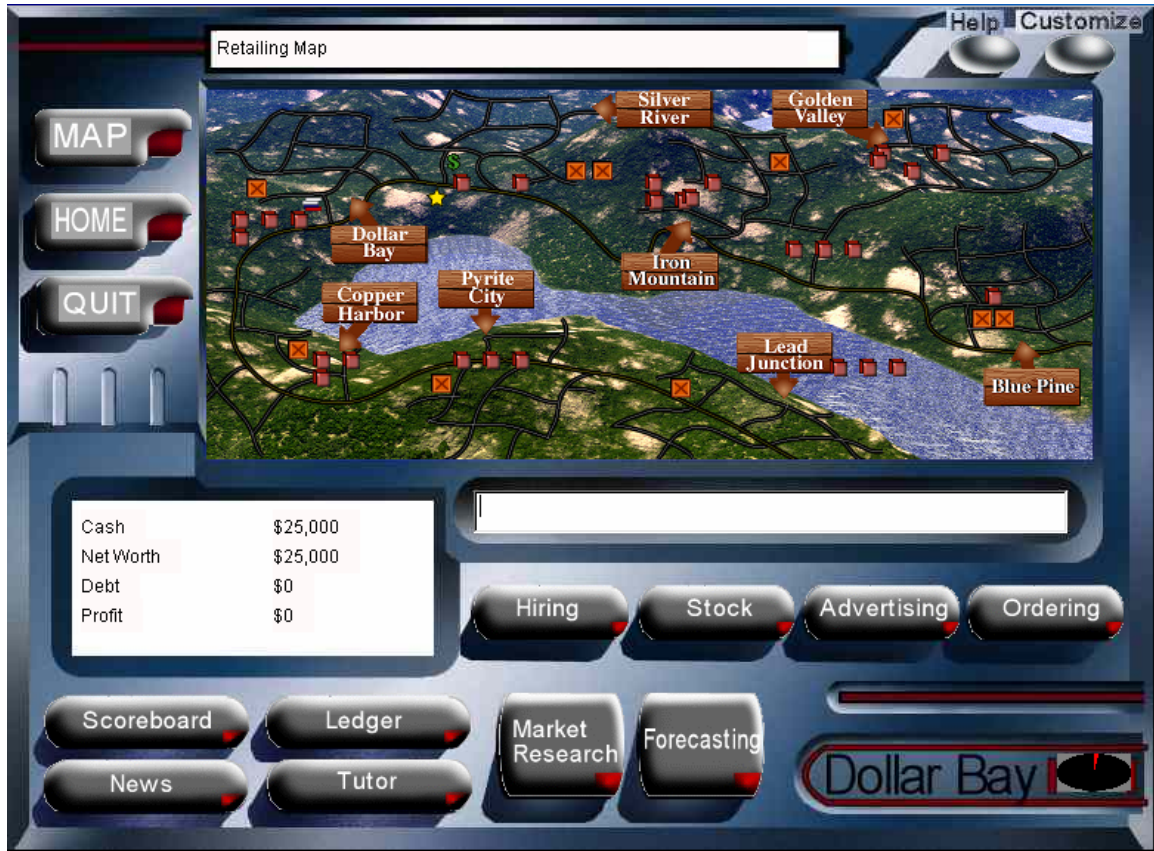 Help Customize
Retailing Map
MAP
HOME
QUIT
Silver
River
Golden
Valley
Dollar
Bay
Iron
Mountain
Pyrite
City
Copper
Harbor
Lead
Junction
Blue Pine
$
Cash $25,000
Net Worth $25,000
Debt $0
Profit $0
Hiring Stock Advertising Ordering
Scoreboard Ledger
Market
Research
Forecasting
News Tutor
Dollar Bay